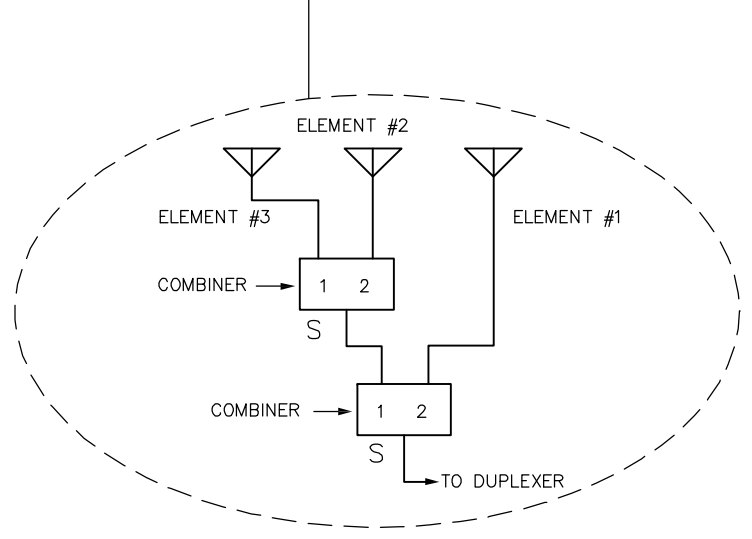 ELEMENT #2
ELEMENT #3
ELEMENT #1
COMBINER
1 2
S
COMBINER
1 2
S
TO DUPLEXER